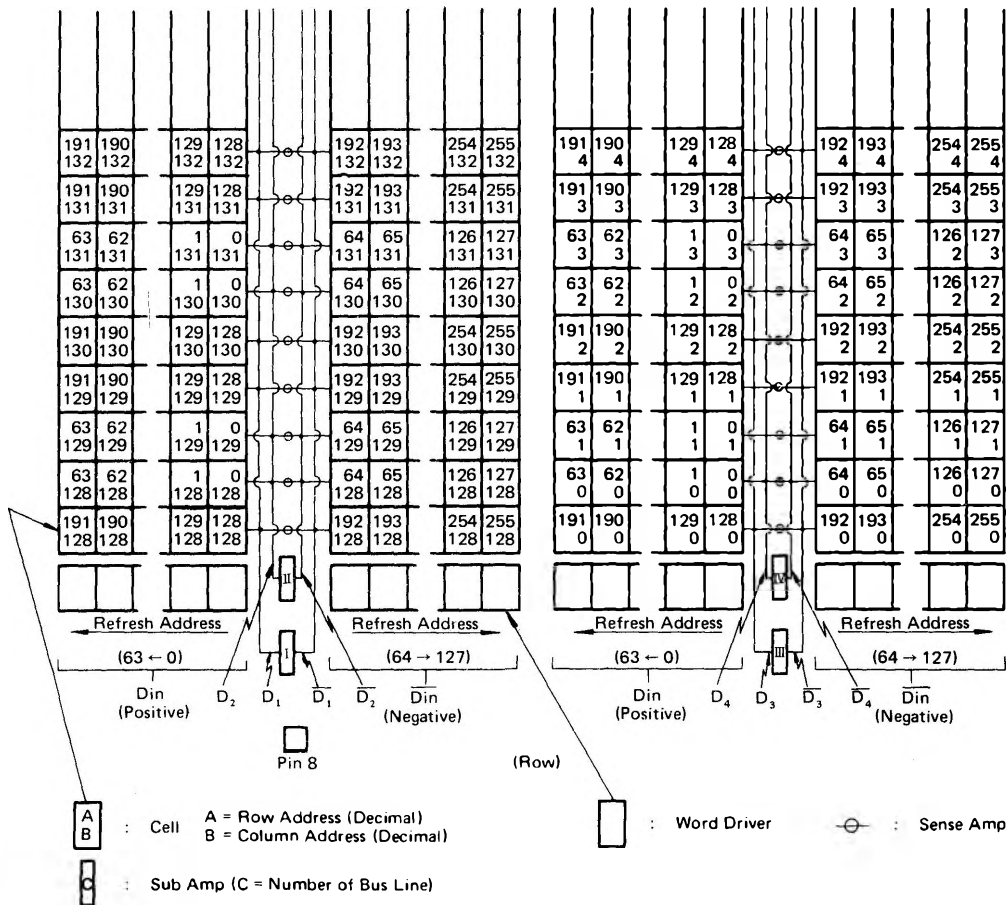 191 190 129 128 192 193 254 255 191 190 129 128 192 193 254 255
132 132 132 132 132 132 132 132 4 4 4 4 4 4 4 4
191 190 129 128 192 193 254 255 191 190 129 128 192 193 254 255
131 131 131 131 131 131 131 131 3 3 3 3 3 3 3 3
63 62 1 0 64 65 126 127 63 62 1 0 64 65 126 127
131 131 131 131 131 131 131 131 3 3 3 3 3 3 2 3
63 62 1 0 64 65 126 127 63 62 1 0 64 65 126 127
130 130 130 130 130 130 130 130 2 2 2 2 2 2 2 2
191 190 129 128 192 193 254 255 191 190 129 128 192 193 254 255
130 130 130 130 130 130 130 130 2 2 2 2 2 2 2 2
191 190 129 128 192 193 254 255 191 190 129 128 192 193 254 255
129 129 129 129 129 129 129 129 1 1 1 1 1 1 1 1
63 62 1 0 64 65 126 127 63 62 1 0 64 65 126 127
129 129 129 129 129 129 129 129 1 1 1 1 1 1 1 1
63 62 1 0 64 65 126 127 63 62 1 0 64 65 126 127
128 128 128 128 128 128 128 128 0 0 0 0 0 0 0 0
191 190 129 128 192 193 254 255 191 190 129 128 192 193 254 255
128 128 128 128 128 128 128 128 0 0 0 0 0 0 0 0
II IV
Refresh Address Refresh Address Refresh Address Refresh Address
(63 ← 0) I (64 → 127) (63 ← 0) III (64 → 127)
Din D₂ D₁ D̅₁ D̅₂ D̅i̅n̅ Din D₄ D₃ D̅₃ D̅₄ D̅i̅n̅
(Positive) (Negative) (Positive) (Negative)
Pin 8 (Row)
A B : Cell A = Row Address (Decimal)
B = Column Address (Decimal)
: Word Driver : Sense Amp
C : Sub Amp (C = Number of Bus Line)